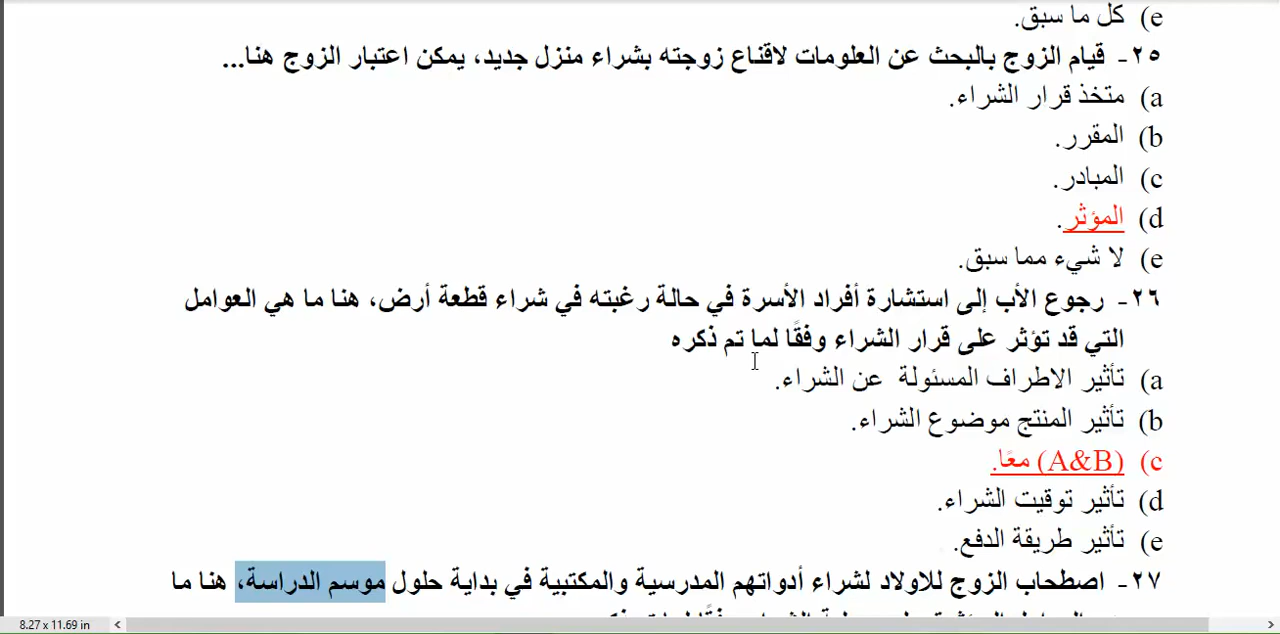 e) كل ما سبق.
٢٥- قيام الزوج بالبحث عن العلومات لاقناع زوجته بشراء منزل جديد، يمكن اعتبار الزوج هنا...
a) متخذ قرار الشراء.
b) المقرر.
c) المبادر.
d) المؤثر.
e) لا شيء مما سبق.
٢٦- رجوع الأب إلى استشارة أفراد الأسرة في حالة رغبته في شراء قطعة أرض، هنا ما هي العوامل
التي قد تؤثر على قرار الشراء وفقًا لما تم ذكره
a) تأثير الاطراف المسئولة عن الشراء.
b) تأثير المنتج موضوع الشراء.
c) (A&B) معًا.
d) تأثير توقيت الشراء.
e) تأثير طريقة الدفع.
٢٧- اصطحاب الزوج للاولاد لشراء أدواتهم المدرسية والمكتبية في بداية حلول موسم الدراسة، هنا ما
8.27 x 11.69 in